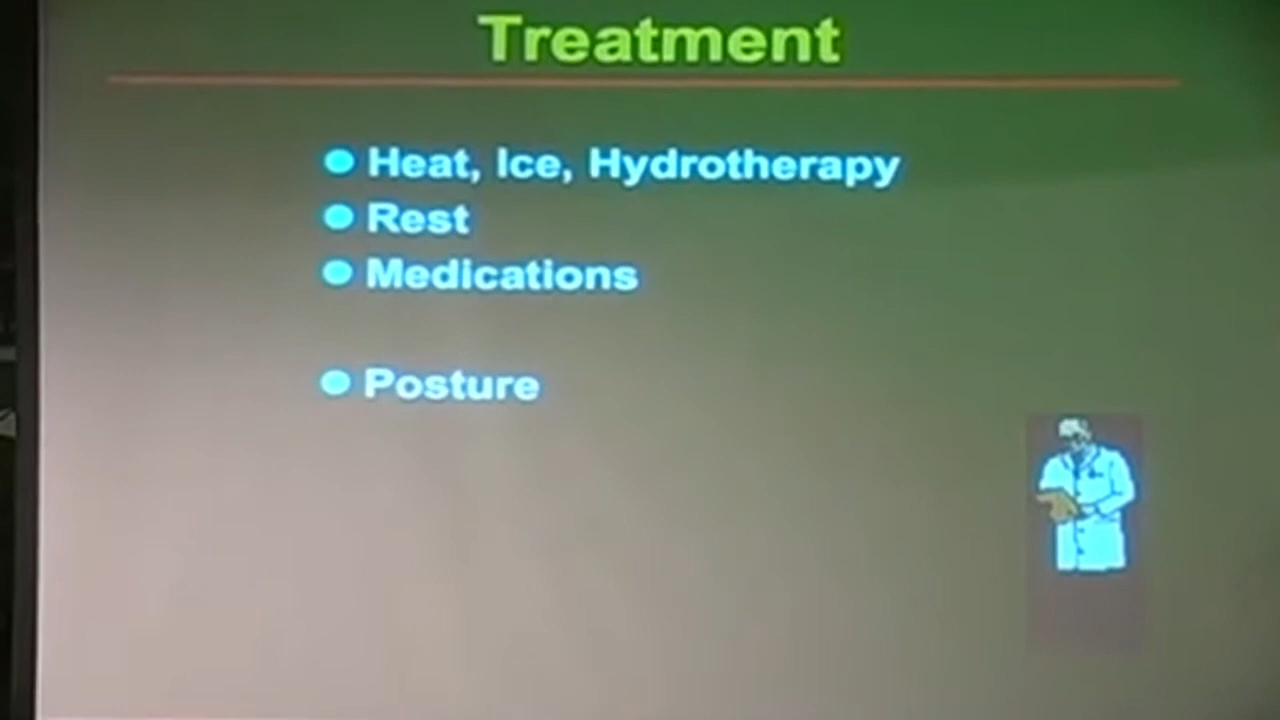 Treatment
Heat, Ice, Hydrotherapy
Rest
Medications
Posture